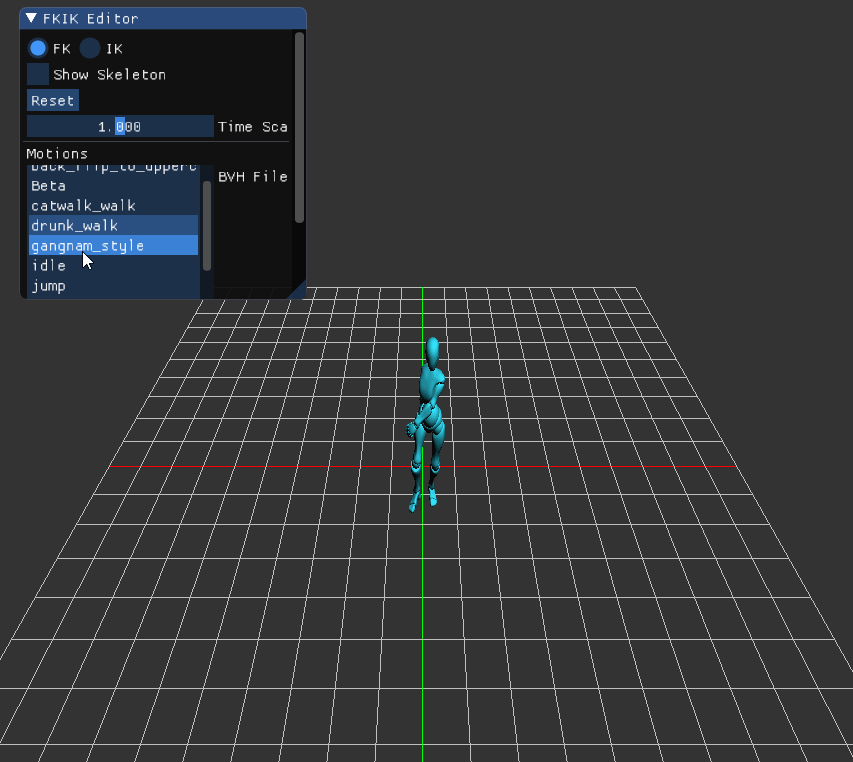 FKIK Editor
FK IK
Show Skeleton
Reset
1.000 Time Sca
Motions
back_flip_to_upperc
BVH File
Beta
catwalk_walk
drunk_walk
gangnam_style
idle
jump